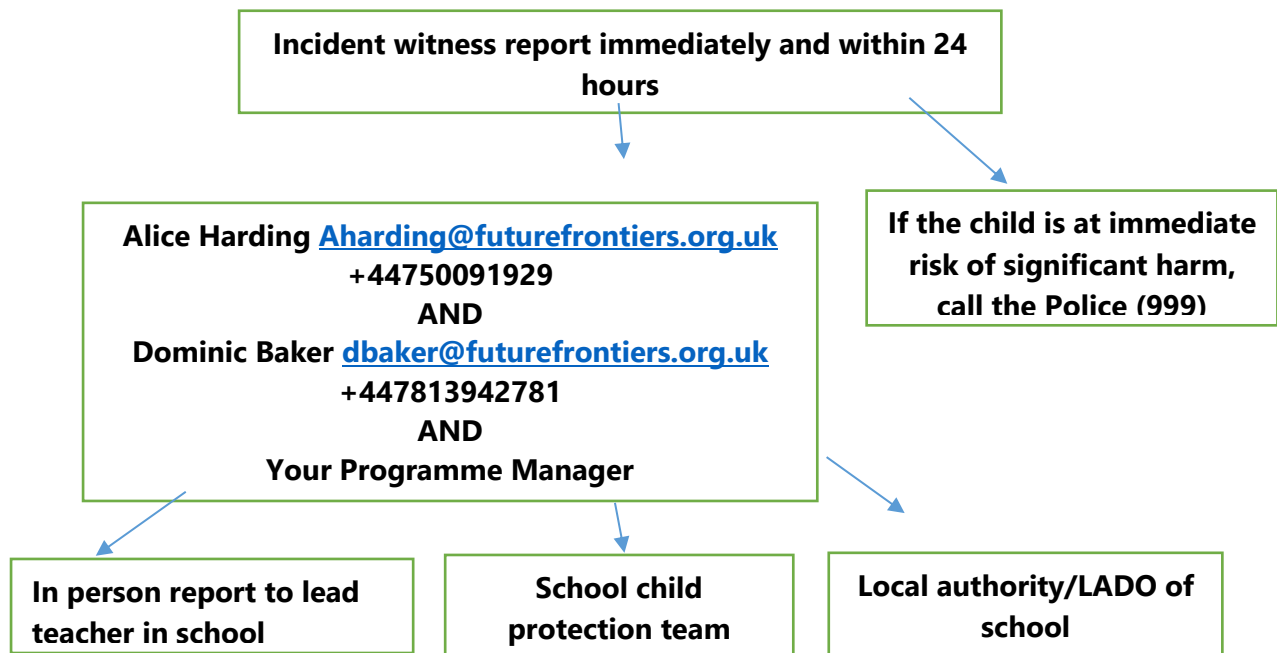 Incident witness report immediately and within 24
hours
If the child is at immediate
risk of significant harm,
call the Police (999)
Alice Harding Aharding@futurefrontiers.org.uk
+44750091929
AND
Dominic Baker dbaker@futurefrontiers.org.uk
+447813942781
AND
Your Programme Manager
In person report to lead
teacher in school
School child
protection team
Local authority/LADO of
school